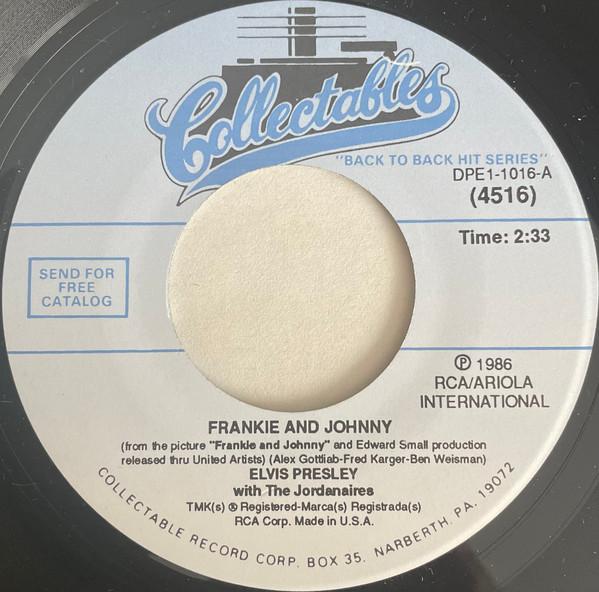 Collectables
"BACK TO BACK HIT SERIES"
DPE1-1016-A
(4516)
Time: 2:33
SEND FOR
FREE
CATALOG
℗ 1986
RCA/ARIOLA
INTERNATIONAL
FRANKIE AND JOHNNY
(from the picture "Frankie and Johnny" and Edward Small production
released thru United Artists) (Alex Gottliab-Fred Karger-Ben Weisman)
ELVIS PRESLEY
with The Jordanaires
TMK(s) ® Registered-Marca(s) Registrada(s)
RCA Corp. Made in U.S.A.
COLLECTABLE RECORD CORP. BOX 35, NARBERTH, PA. 19072